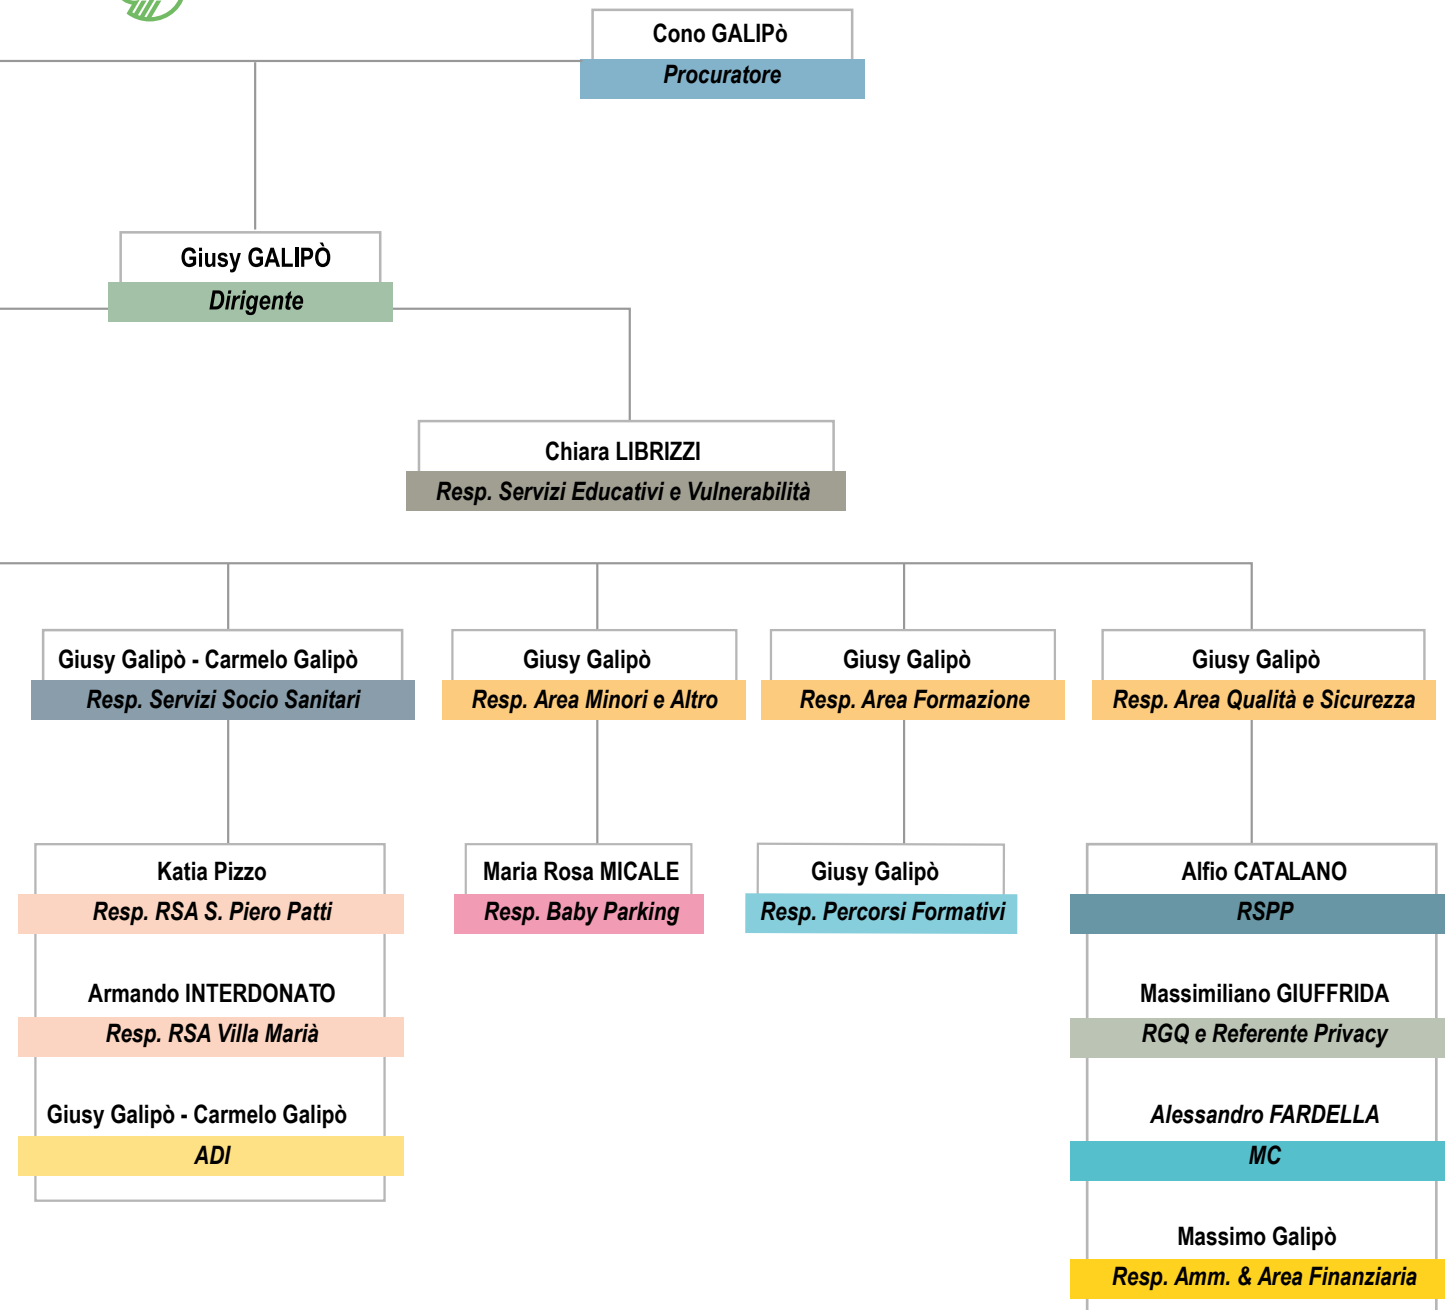 Cono GALIPò
Procuratore
Giusy GALIPÒ
Dirigente
Chiara LIBRIZZI
Resp. Servizi Educativi e Vulnerabilità
Giusy Galipò - Carmelo Galipò
Resp. Servizi Socio Sanitari
Giusy Galipò
Resp. Area Minori e Altro
Giusy Galipò
Resp. Area Formazione
Giusy Galipò
Resp. Area Qualità e Sicurezza
Katia Pizzo
Resp. RSA S. Piero Patti
Armando INTERDONATO
Resp. RSA Villa Marià
Giusy Galipò - Carmelo Galipò
ADI
Maria Rosa MICALE
Resp. Baby Parking
Giusy Galipò
Resp. Percorsi Formativi
Alfio CATALANO
RSPP
Massimiliano GIUFFRIDA
RGQ e Referente Privacy
Alessandro FARDELLA
MC
Massimo Galipò
Resp. Amm. & Area Finanziaria